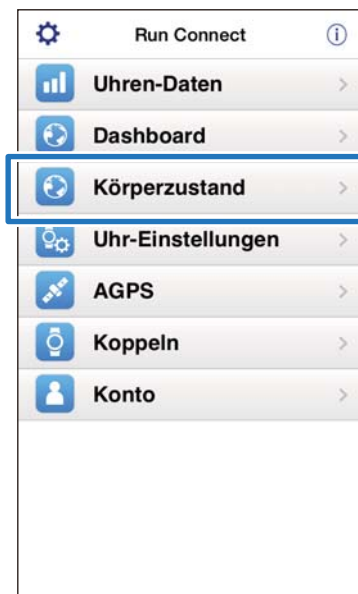 Run Connect
Uhren-Daten
Dashboard
Körperzustand
Uhr-Einstellungen
AGPS
Koppeln
Konto